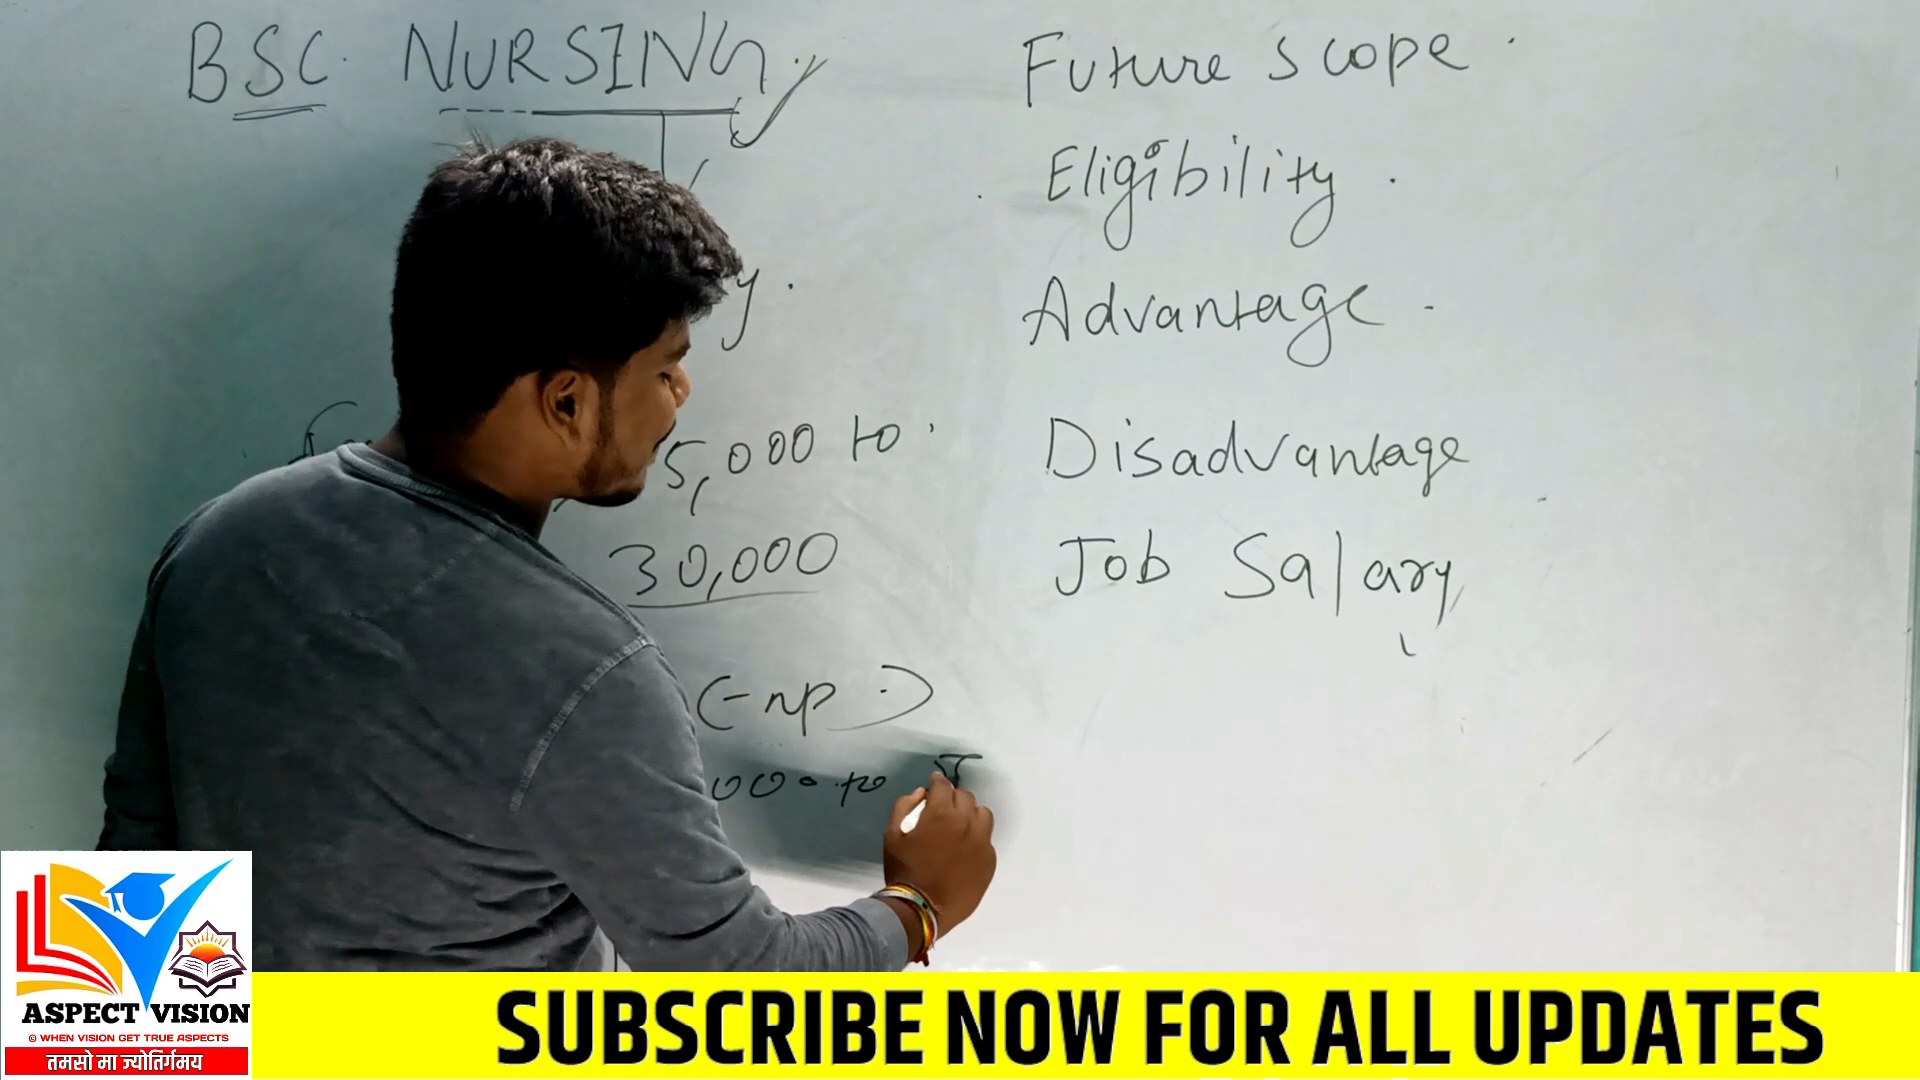 BSC. NURSING
5,000 to
30,000
(-np.)
000 to
Future scope.
Eligibility.
Advantage.
Disadvantage
Job Salary
ASPECT VISION
© WHEN VISION GET TRUE ASPECTS
तमसो मा ज्योतिर्गमय
SUBSCRIBE NOW FOR ALL UPDATES